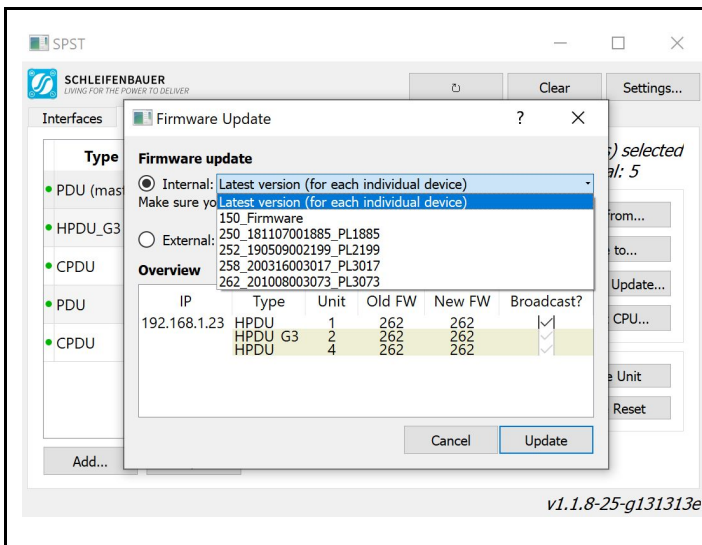 SPST
SCHLEIFENBAUER
LIVING FOR THE POWER TO DELIVER
↻ Clear Settings...
Interfaces
Firmware Update ? ×
Type
selected
5
PDU
HPDU_G3
CPDU
PDU
CPDU
Firmware update
Internal: Latest version (for each individual device)
Make sure
Latest version (for each individual device)
150_Firmware
250_181107001885_PL1885
252_190509002199_PL2199
258_200316003017_PL3017
262_201008003073_PL3073
External:
Overview
IP Type Unit Old FW New FW Broadcast?
192.168.1.23 HPDU 1 262 262
HPDU G3 2 262 262
HPDU 4 262 262
Cancel Update
to...
Update...
CPU...
Unit
Reset
Add...
v1.1.8-25-g131313e